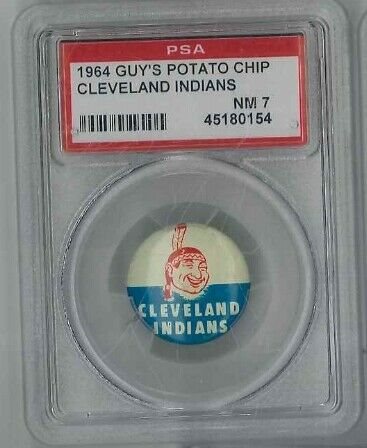 PSA
1964 GUY'S POTATO CHIP
CLEVELAND INDIANS
NM 7
45180154
CLEVELAND
INDIANS